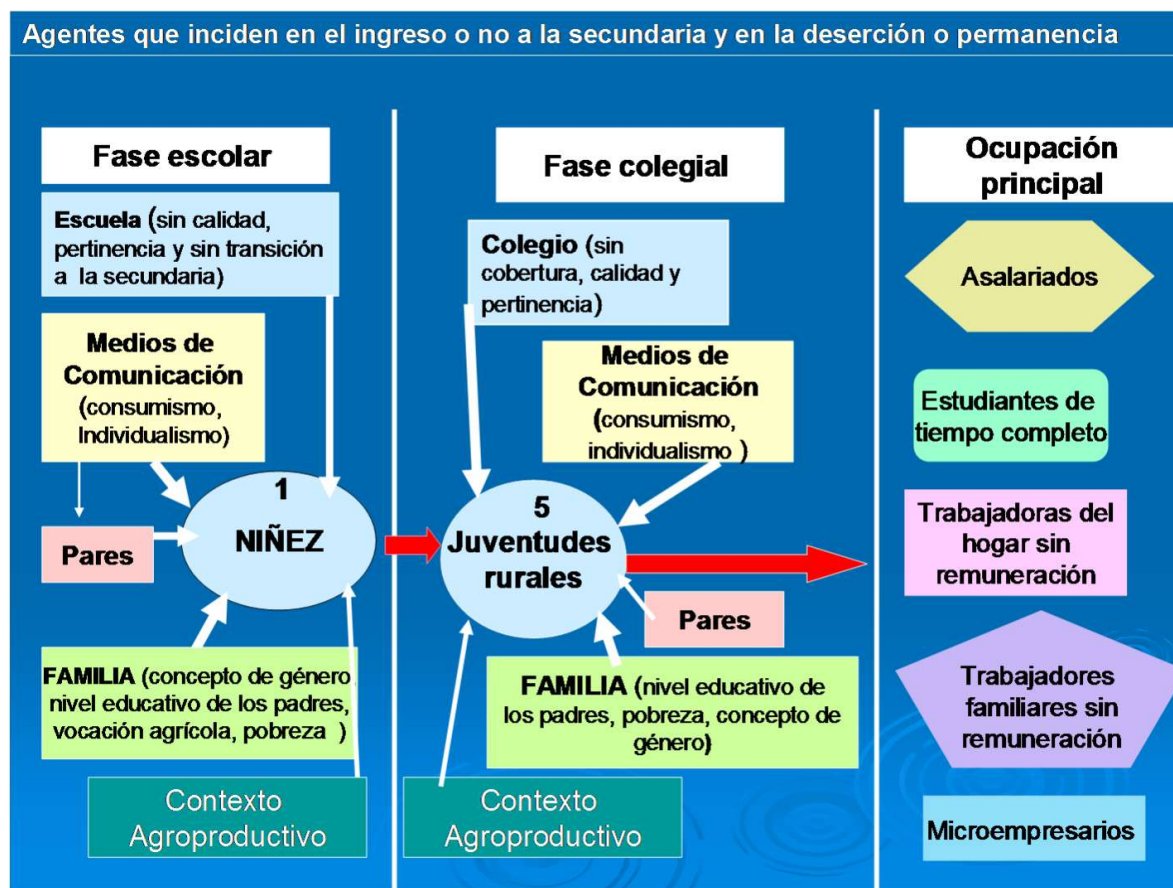 Agentes que inciden en el ingreso o no a la secundaria y en la deserción o permanencia
Fase escolar
Escuela (sin calidad,
pertinencia y sin transición
a la secundaria)
Medios de
Comunicación
(consumismo,
Individualismo)
Pares
1
NIÑEZ
FAMILIA (concepto de género
nivel educativo de los padres,
vocación agrícola, pobreza )
Contexto
Agroproductivo
Fase colegial
Colegio (sin
cobertura, calidad y
pertinencia)
Medios de
Comunicación
(consumismo,
individualismo )
5
Juventudes
rurales
Pares
FAMILIA (nivel educativo de
los padres, pobreza, concepto de
género)
Contexto
Agroproductivo
Ocupación
principal
Asalariados
Estudiantes de
tiempo completo
Trabajadoras del
hogar sin
remuneración
Trabajadores
familiares sin
remuneración
Microempresarios